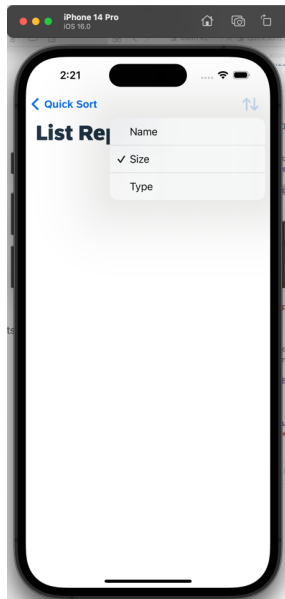 iPhone 14 Pro
iOS 16.0
2:21
Quick Sort
List Rep
Name
✓ Size
Type